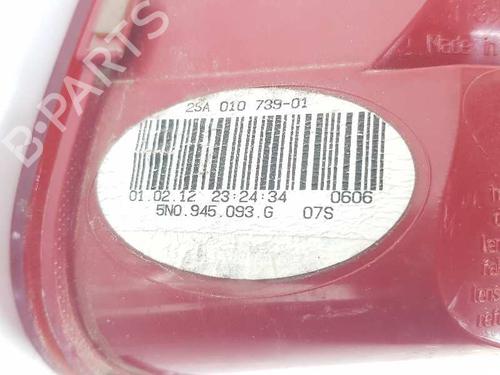 2SA 010 739-01
01.02.12 23:24:34 0606
5N0.945.093.G 07S
Made in
B-PARTS